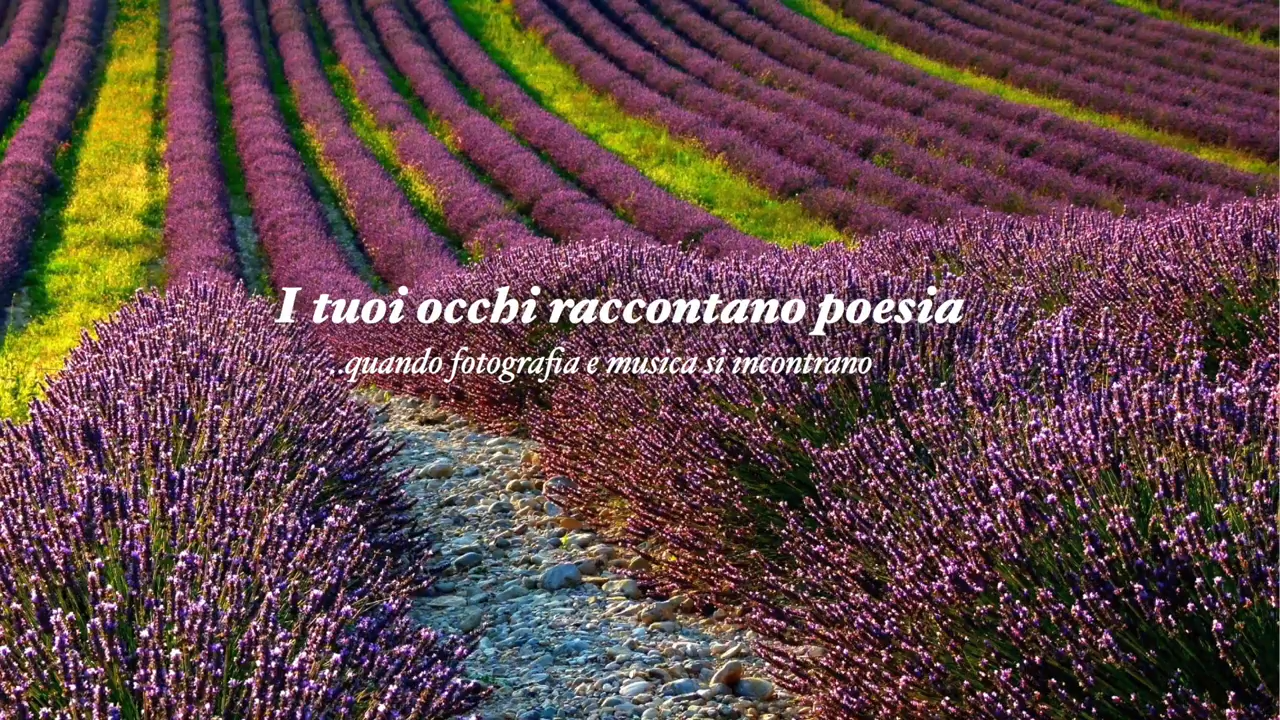 I tuoi occhi raccontano poesia
..quando fotografia e musica si incontrano